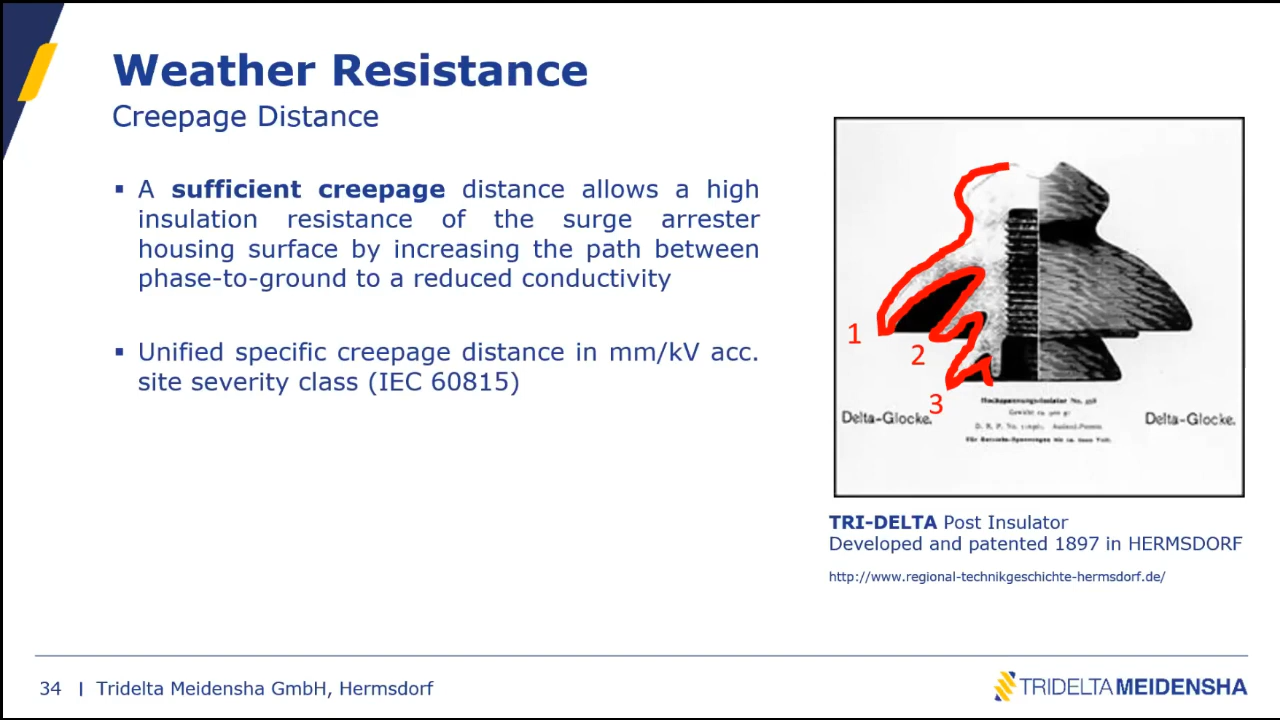 Weather Resistance
Creepage Distance
▪ A sufficient creepage distance allows a high
insulation resistance of the surge arrester
housing surface by increasing the path between
phase-to-ground to a reduced conductivity
▪ Unified specific creepage distance in mm/kV acc.
site severity class (IEC 60815)
1
2
3
Hochspannungsisolator No.
Delta-Glocke.
Delta-Glocke.
TRI-DELTA Post Insulator
Developed and patented 1897 in HERMSDORF
http://www.regional-technikgeschichte-hermsdorf.de/
34 | Tridelta Meidensha GmbH, Hermsdorf
TRIDELTA MEIDENSHA